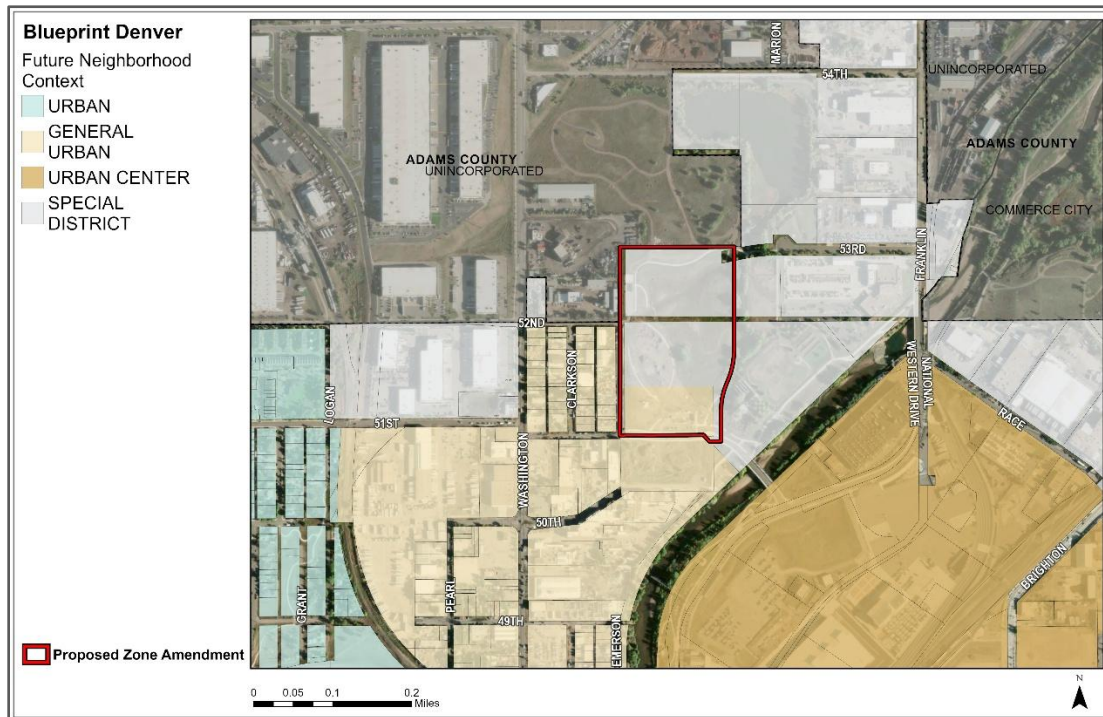 Blueprint Denver
Future Neighborhood
Context
URBAN
GENERAL
URBAN
URBAN CENTER
SPECIAL
DISTRICT
Proposed Zone Amendment
MARION
54TH
UNINCORPORATED
ADAMS COUNTY
UNINCORPORATED
ADAMS COUNTY
COMMERCE CITY
53RD
FRANKLIN
52ND
CLARKSON
LOGAN
51ST
WASHINGTON
NATIONAL
WESTERN DRIVE
RACE
50TH
GRANT
PEARL
49TH
EMERSON
BRIGHTON
0 0.05 0.1 0.2
Miles
N